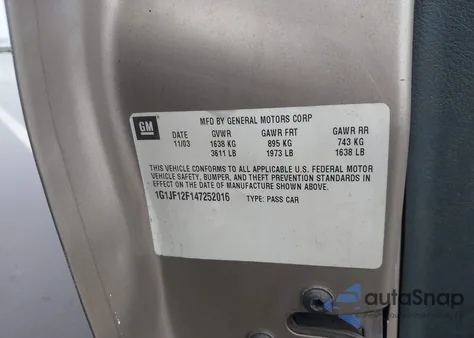 GM
MFD BY GENERAL MOTORS CORP
DATE GVWR GAWR FRT GAWR RR
11/03 1638 KG 895 KG 743 KG
3611 LB 1973 LB 1638 LB
THIS VEHICLE CONFORMS TO ALL APPLICABLE U.S. FEDERAL MOTOR
VEHICLE SAFETY, BUMPER, AND THEFT PREVENTION STANDARDS IN
EFFECT ON THE DATE OF MANUFACTURE SHOWN ABOVE.
1G1JF12F147252016 TYPE: PASS CAR
autoSnap